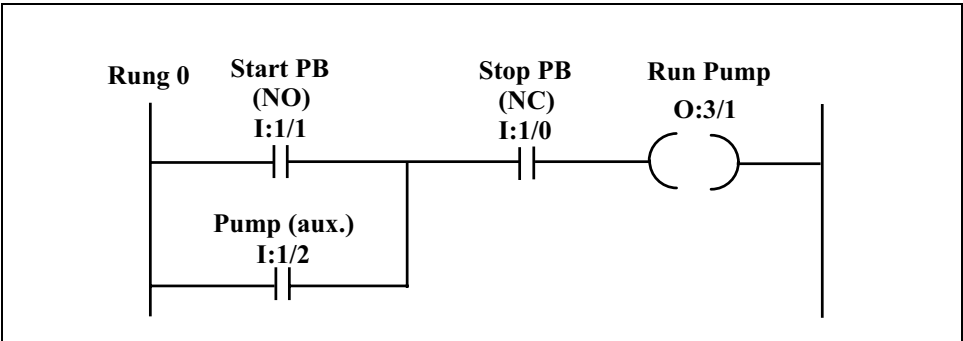 Rung 0
Start PB
(NO)
I:1/1
Stop PB
(NC)
I:1/0
Run Pump
O:3/1
Pump (aux.)
I:1/2